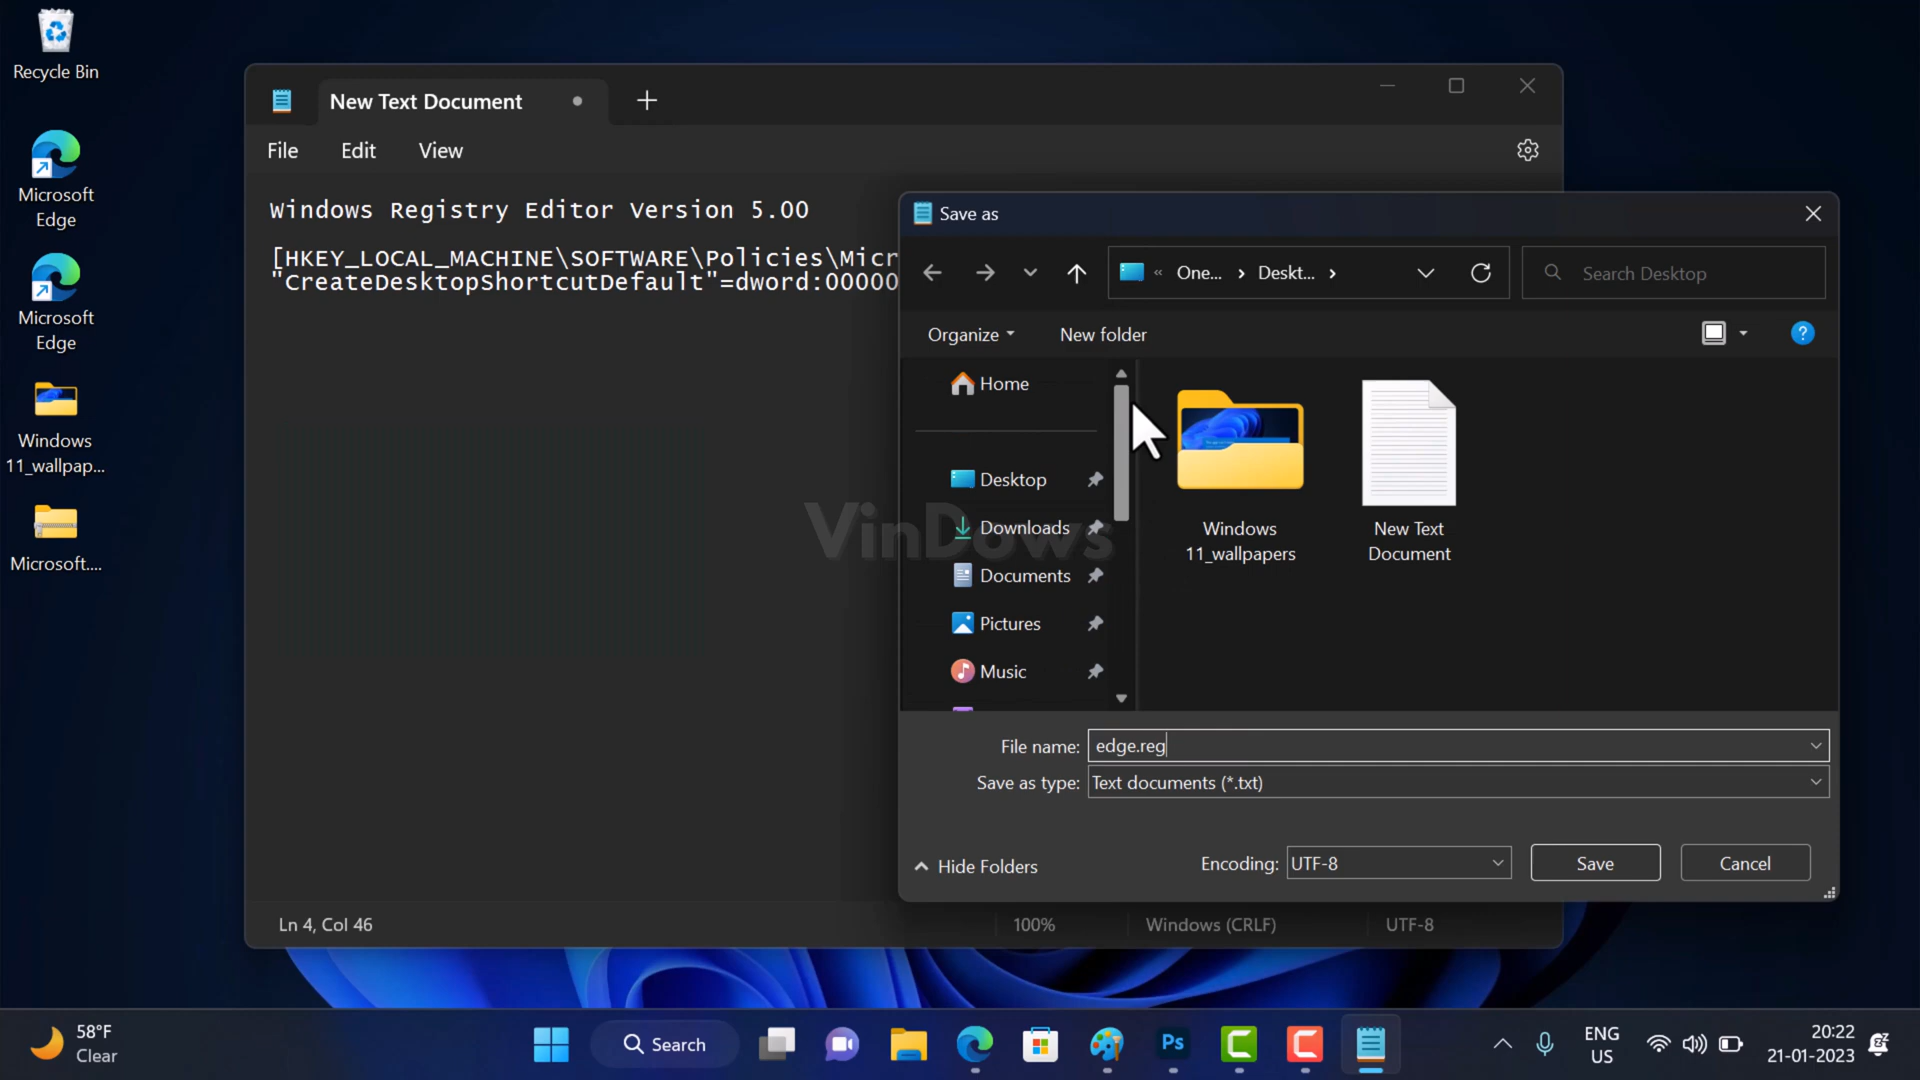 Recycle Bin
Microsoft
Edge
Microsoft
Edge
Windows
11_wallpap...
Microsoft....
New Text Document
File
Edit
View
Windows Registry Editor Version 5.00
[HKEY_LOCAL_MACHINE\SOFTWARE\Policies\Micr
"CreateDesktopShortcutDefault"=dword:00000
Ln 4, Col 46
100%
Windows (CRLF)
UTF-8
Save as
« One... › Deskt... ›
Search Desktop
Organize
New folder
Home
Desktop
Downloads
Documents
Pictures
Music
Windows
11_wallpapers
New Text
Document
VinDows
File name: edge.reg
Save as type: Text documents (*.txt)
Hide Folders
Encoding: UTF-8
Save
Cancel
58°F
Clear
Search
Ps
ENG
US
20:22
21-01-2023